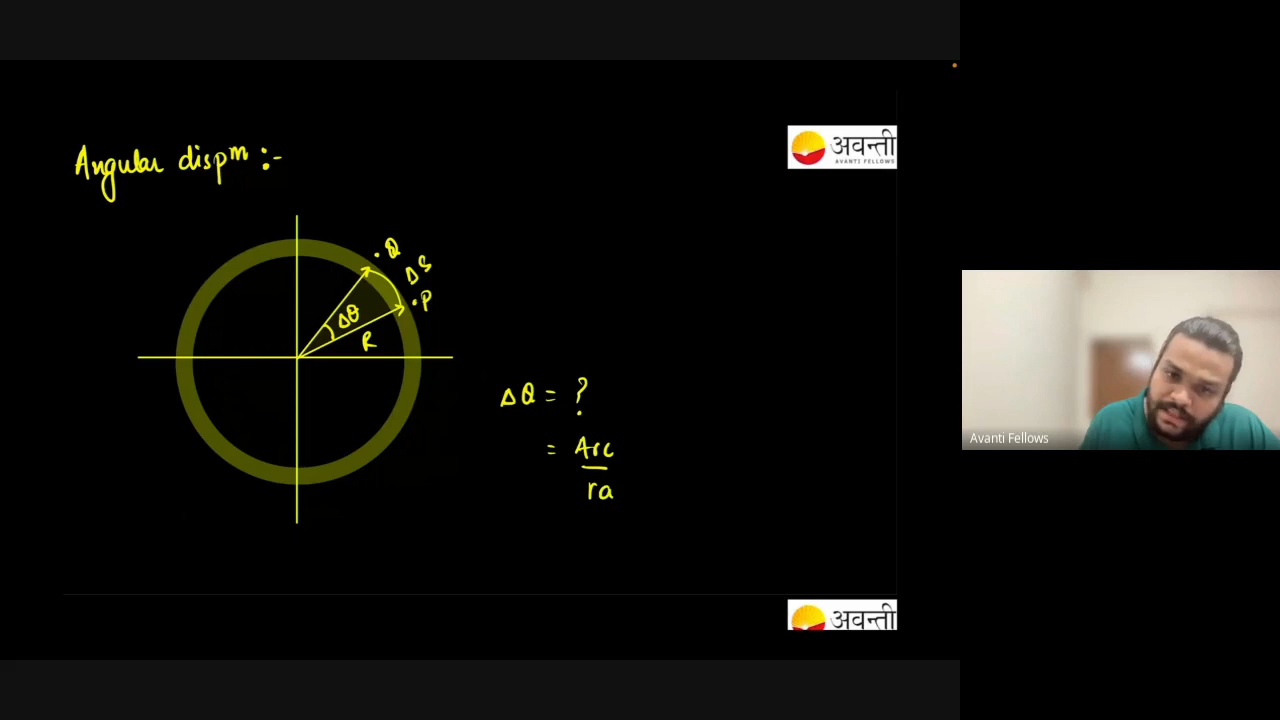 Angular dispᵐ :-
अवन्ती
AVANTI FELLOWS
.Q
ΔS
.P
Δθ
R
Δθ = ?
= Arc
ra
Avanti Fellows
अवन्ती